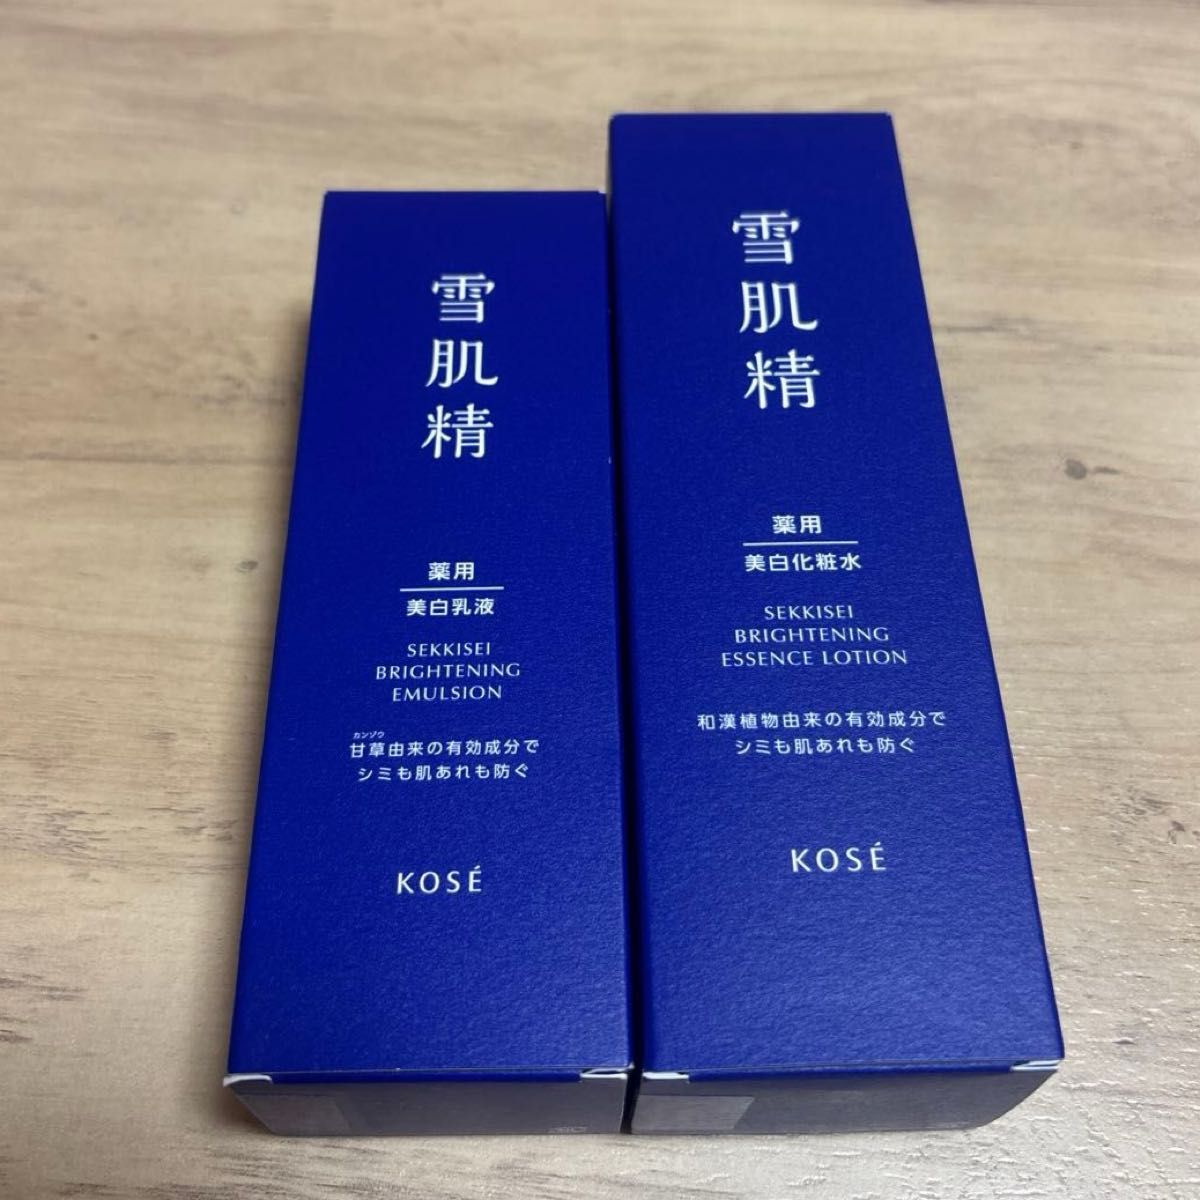 雪肌精
薬用
美白乳液
SEKKISEI
BRIGHTENING
EMULSION
カンゾウ
甘草由来の有効成分で
シミも肌あれも防ぐ
KOSÉ
雪肌精
薬用
美白化粧水
SEKKISEI
BRIGHTENING
ESSENCE LOTION
和漢植物由来の有効成分で
シミも肌あれも防ぐ
KOSÉ